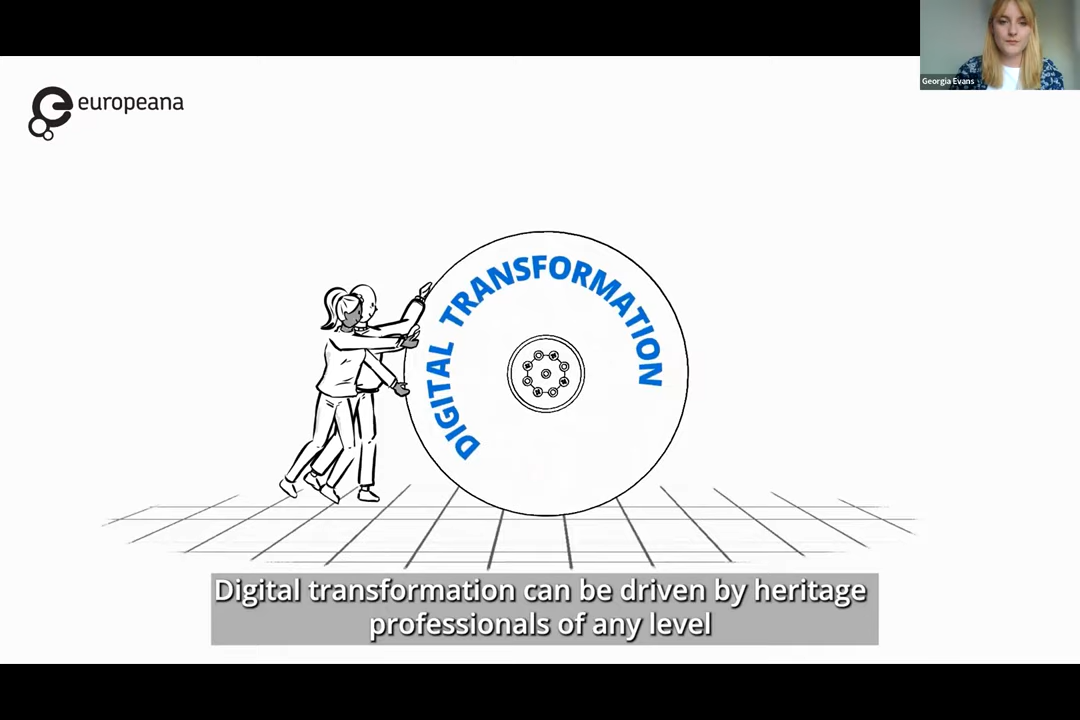 Georgia Evans
europeana
DIGITAL TRANSFORMATION
Digital transformation can be driven by heritage
professionals of any level